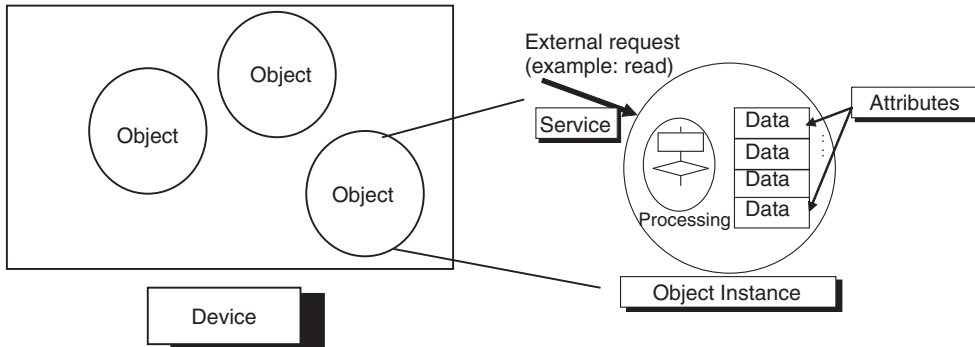 Object
Object
Object
Device
External request
(example: read)
Service
Attributes
Data
Data
Data
Data
Processing
Object Instance